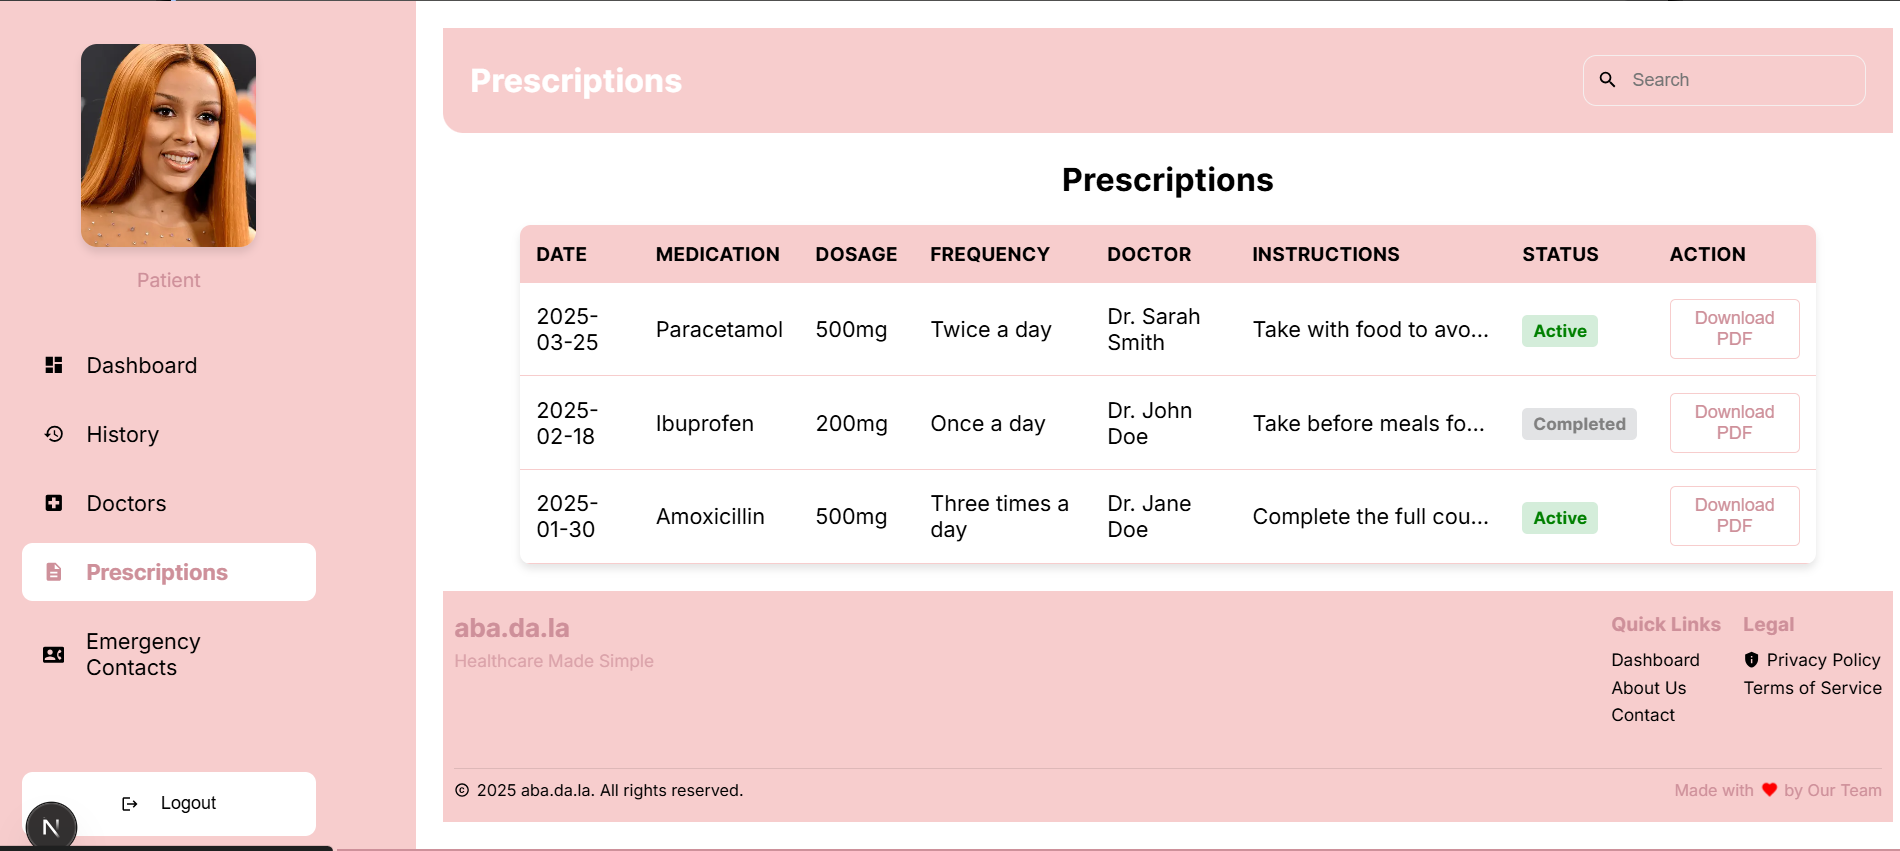 Patient
Dashboard
History
Doctors
Prescriptions
Emergency
Contacts
Logout
N
Prescriptions
Search
Prescriptions
DATE MEDICATION DOSAGE FREQUENCY DOCTOR INSTRUCTIONS STATUS ACTION
2025-
03-25
Paracetamol
500mg
Twice a day
Dr. Sarah
Smith
Take with food to avo...
Active
Download
PDF
2025-
02-18
Ibuprofen
200mg
Once a day
Dr. John
Doe
Take before meals fo...
Completed
Download
PDF
2025-
01-30
Amoxicillin
500mg
Three times a
day
Dr. Jane
Doe
Complete the full cou...
Active
Download
PDF
aba.da.la
Healthcare Made Simple
Quick Links
Dashboard
About Us
Contact
Legal
Privacy Policy
Terms of Service
© 2025 aba.da.la. All rights reserved.
Made with ❤ by Our Team